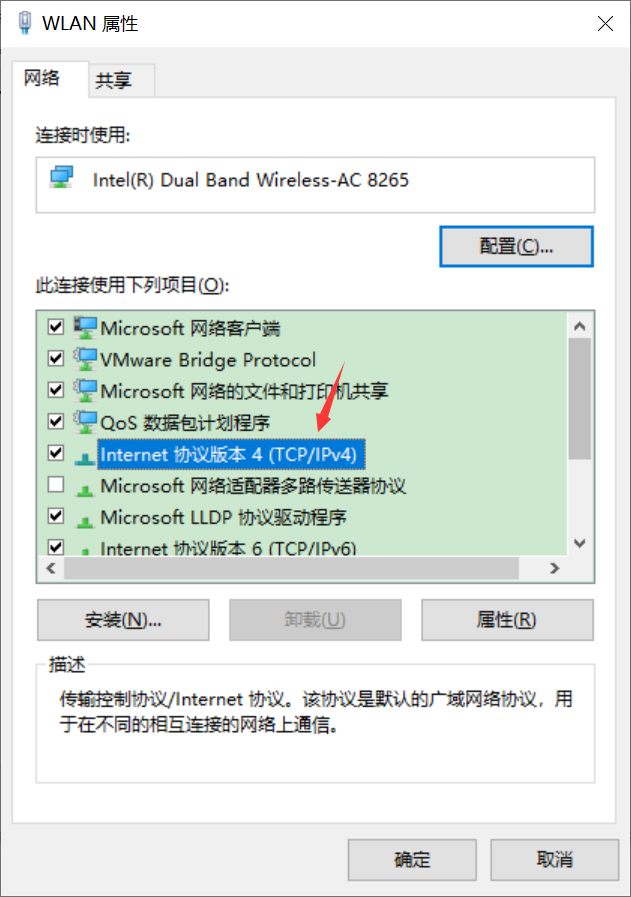 WLAN 属性
网络
共享
连接时使用:
Intel(R) Dual Band Wireless-AC 8265
配置(C)...
此连接使用下列项目(O):
Microsoft 网络客户端
VMware Bridge Protocol
Microsoft 网络的文件和打印机共享
QoS 数据包计划程序
Internet 协议版本 4 (TCP/IPv4)
Microsoft 网络适配器多路传送器协议
Microsoft LLDP 协议驱动程序
Internet 协议版本 6 (TCP/IPv6)
安装(N)...
卸载(U)
属性(R)
描述
传输控制协议/Internet 协议。该协议是默认的广域网络协议，用
于在不同的相互连接的网络上通信。
确定
取消